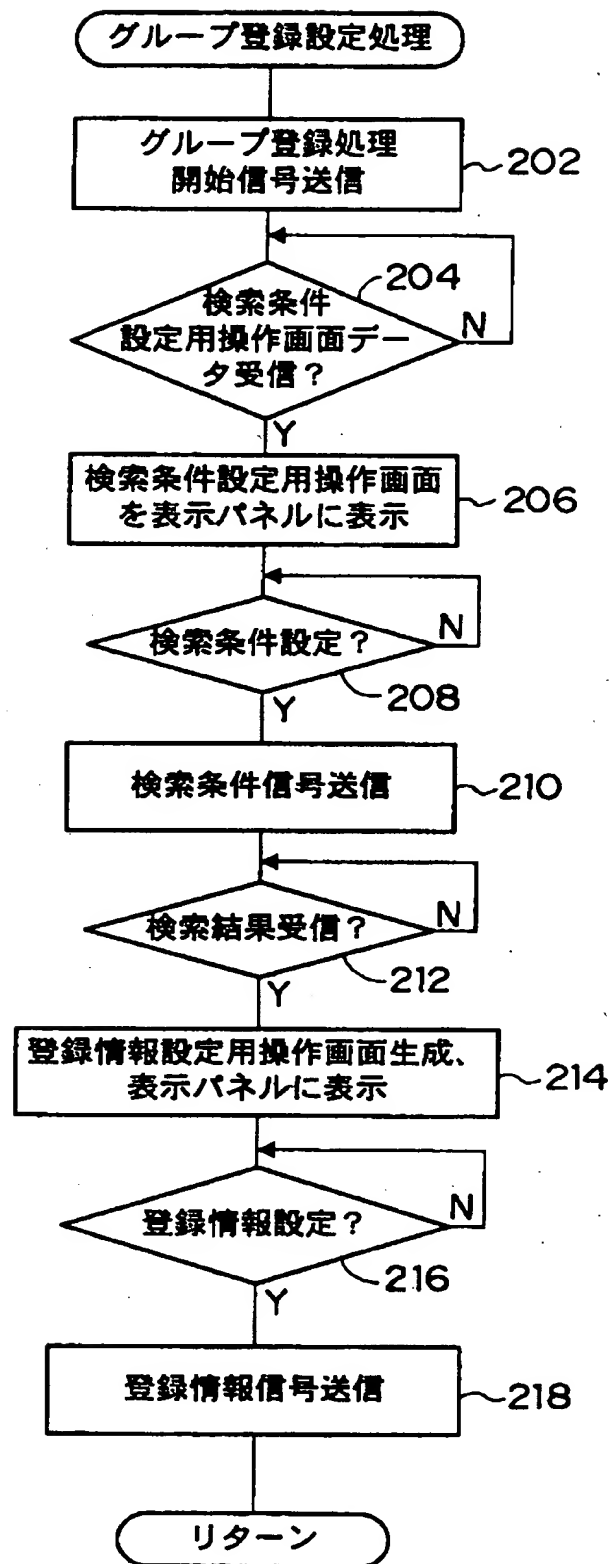 グループ登録設定処理
グループ登録処理
開始信号送信
202
204
検索条件
設定用操作画面デー
タ受信?
N
Y
検索条件設定用操作画面
を表示パネルに表示
206
検索条件設定?
N
208
Y
検索条件信号送信
210
検索結果受信?
N
212
Y
登録情報設定用操作画面生成、
表示パネルに表示
214
登録情報設定?
N
216
Y
登録情報信号送信
218
リターン